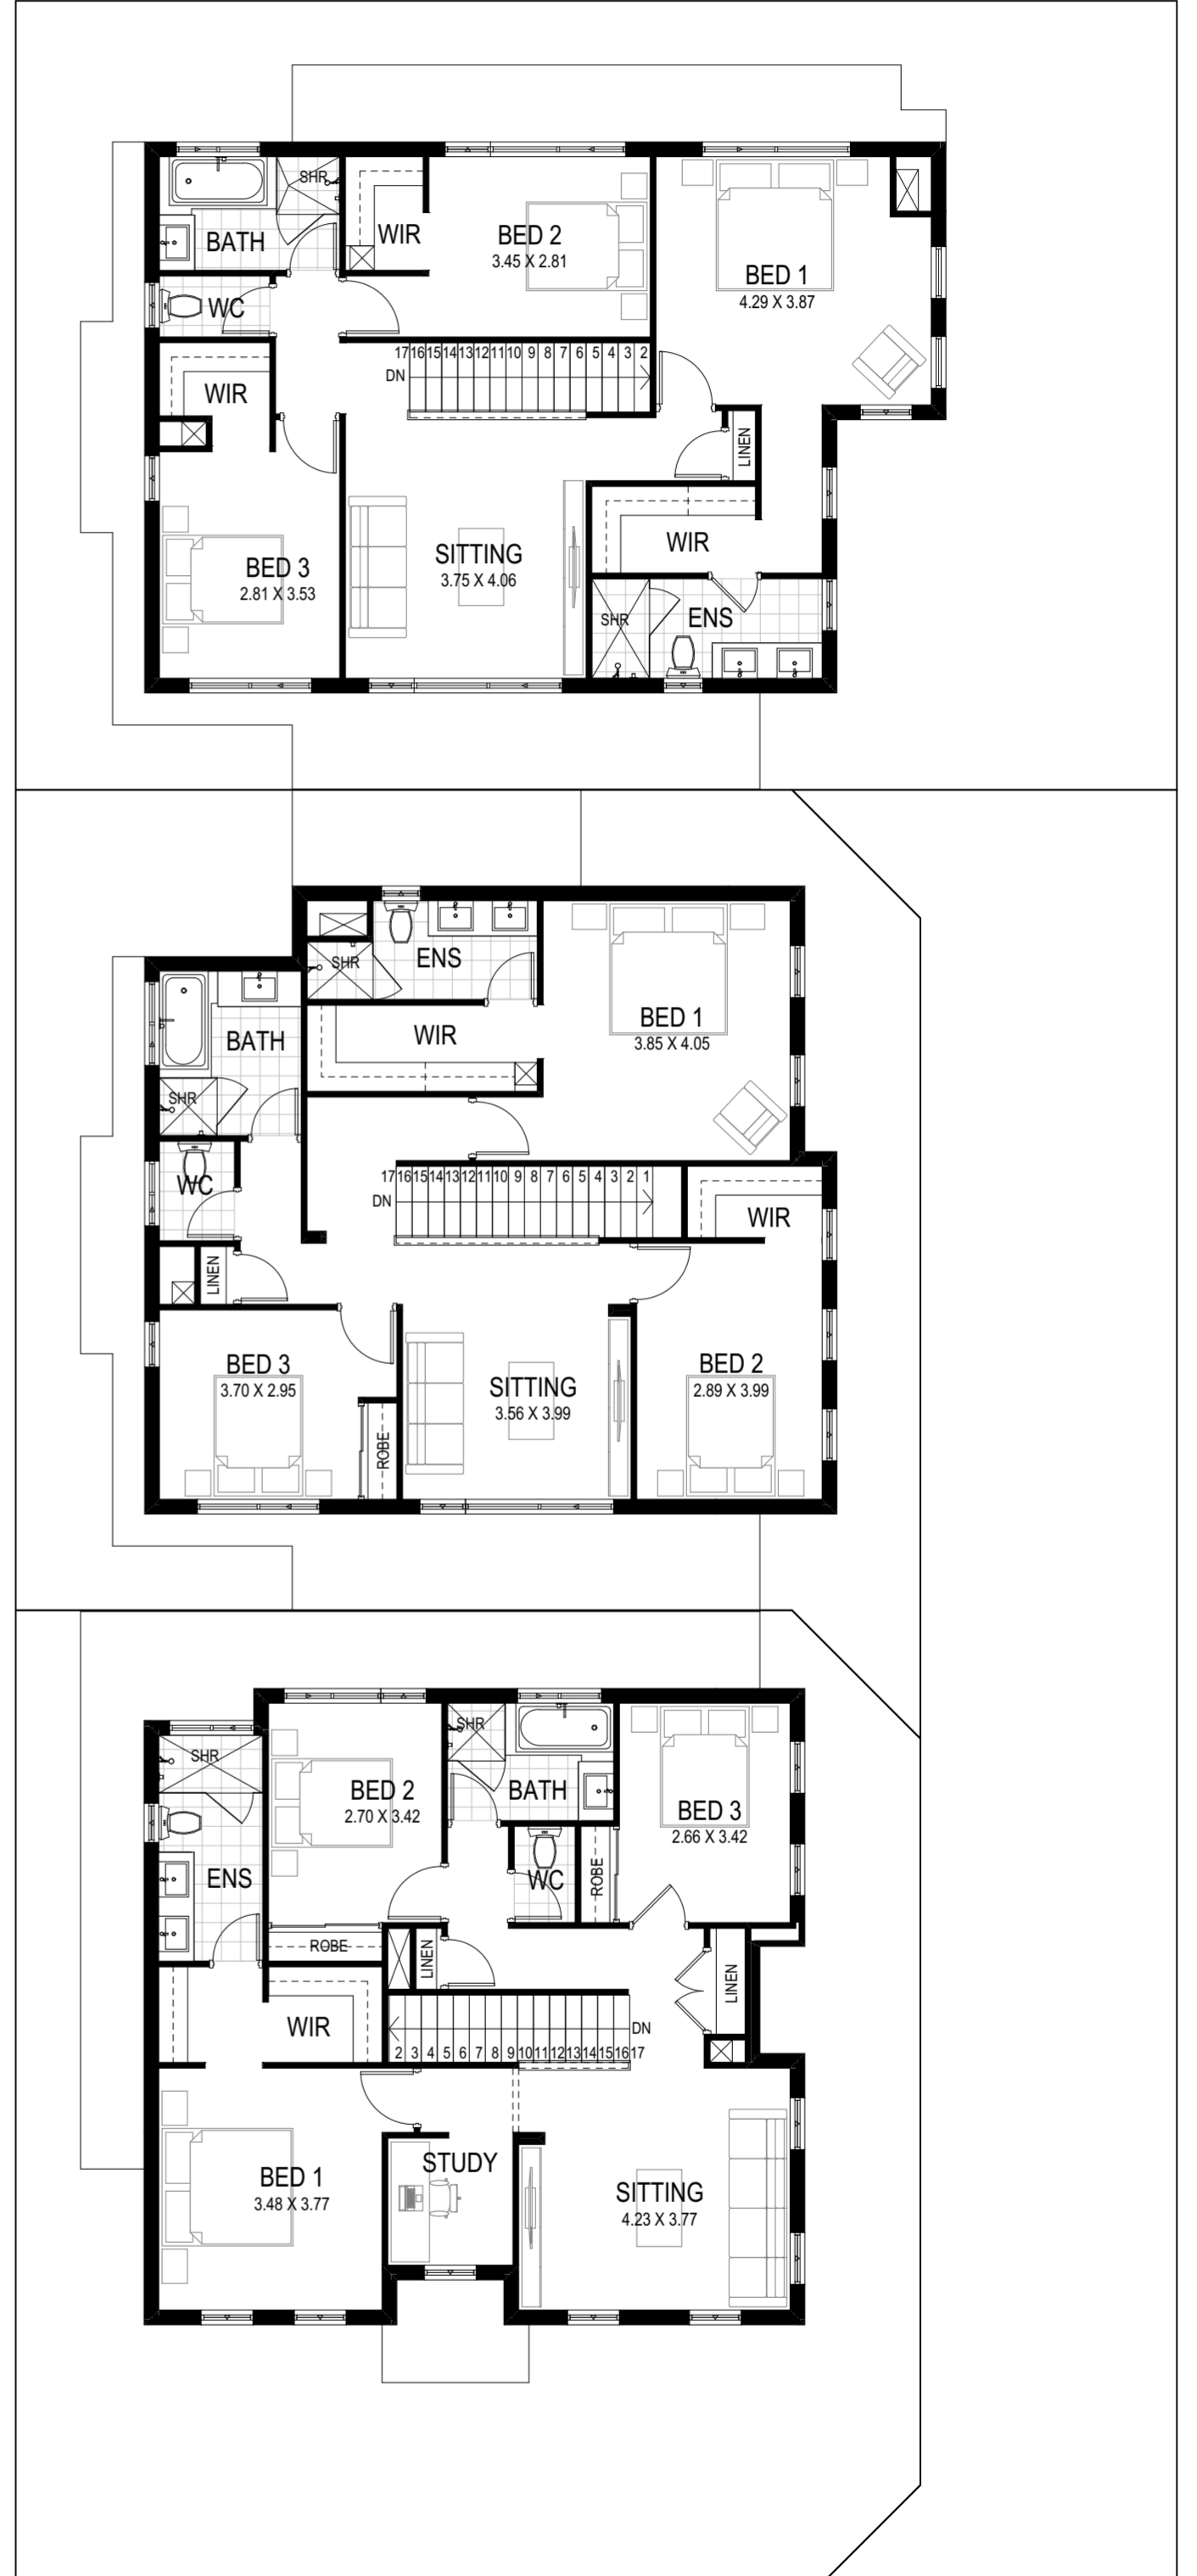 SHR
WIR
BATH
BED 2
3.45 X 2.81
BED 1
4.29 X 3.87
WC
WIR
17 16 15 14 13 12 11 10 9 8 7 6 5 4 3 2
DN
LINEN
WIR
SITTING
3.75 X 4.06
BED 3
2.81 X 3.53
SHR
ENS
SHR
ENS
BED 1
3.85 X 4.05
WIR
BATH
SHR
WC
17 16 15 14 13 12 11 10 9 8 7 6 5 4 3 2 1
DN
WIR
LINEN
BED 3
3.70 X 2.95
SITTING
3.56 X 3.99
BED 2
2.89 X 3.99
ROBE
SHR
SHR
BED 2
2.70 X 3.42
BATH
BED 3
2.66 X 3.42
ENS
WC
ROBE
ROBE
LINEN
LINEN
WIR
DN
2 3 4 5 6 7 8 9 10 11 12 13 14 15 16 17
STUDY
BED 1
3.48 X 3.77
SITTING
4.23 X 3.77